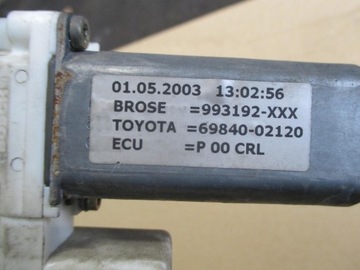 01.05.2003 13:02:56
BROSE =993192-XXX
TOYOTA =69840-02120
ECU =P 00 CRL